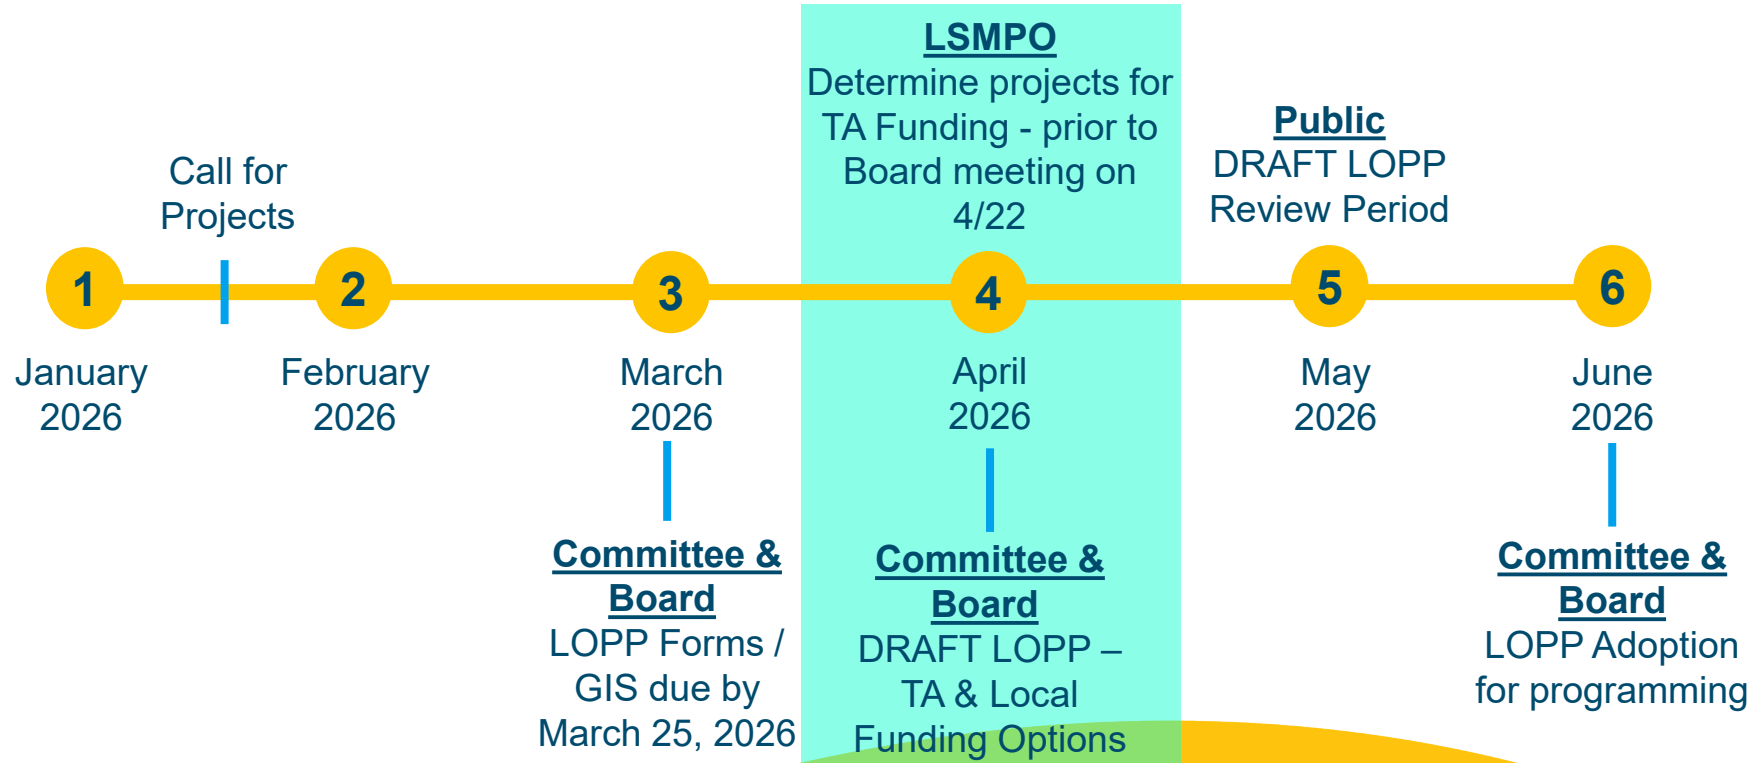 LSMPO
Determine projects for
TA Funding - prior to
Board meeting on
4/22
Public
DRAFT LOPP
Review Period
Call for
Projects
1
2
3
4
5
6
January
2026
February
2026
March
2026
April
2026
May
2026
June
2026
Committee &
Board
LOPP Forms /
GIS due by
March 25, 2026
Committee &
Board
DRAFT LOPP –
TA & Local
Funding Options
Committee &
Board
LOPP Adoption
for programming